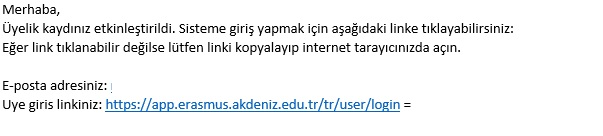 Merhaba,
Üyelik kaydınız etkinleştirildi. Sisteme giriş yapmak için aşağıdaki linke tıklayabilirsiniz:
Eğer link tıklanabilir değilse lütfen linki kopyalayıp internet tarayıcınızda açın.
E-posta adresiniz:
Uye giris linkiniz: https://app.erasmus.akdeniz.edu.tr/tr/user/login =